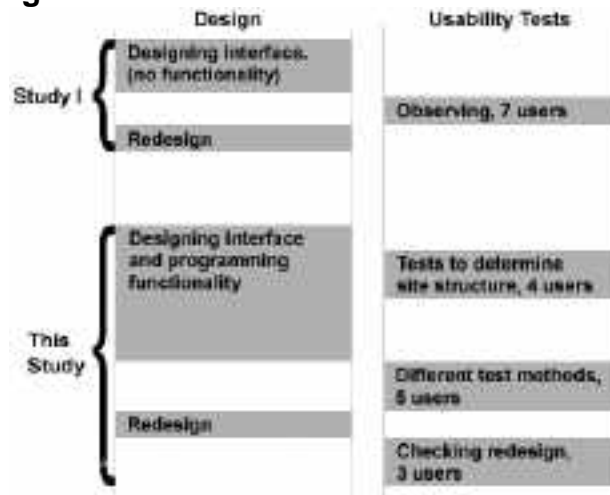 Design
Usability Tests
Designing interface.
(no functionality)
Study I
Observing, 7 users
Redesign
Designing interface
and programming
functionality
Tests to determine
site structure, 4 users
This
Study
Different test methods,
5 users
Redesign
Checking redesign,
3 users